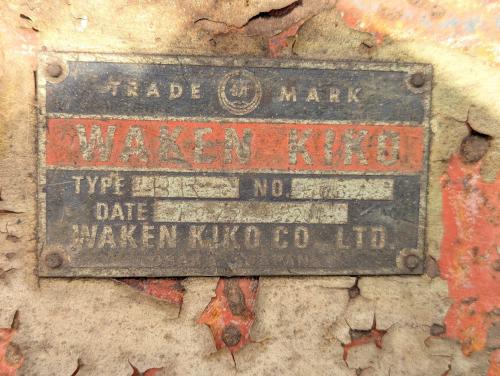 TRADE MARK
WAKEN KIKO
TYPE NO.
DATE
WAKEN KIKO CO. LTD.